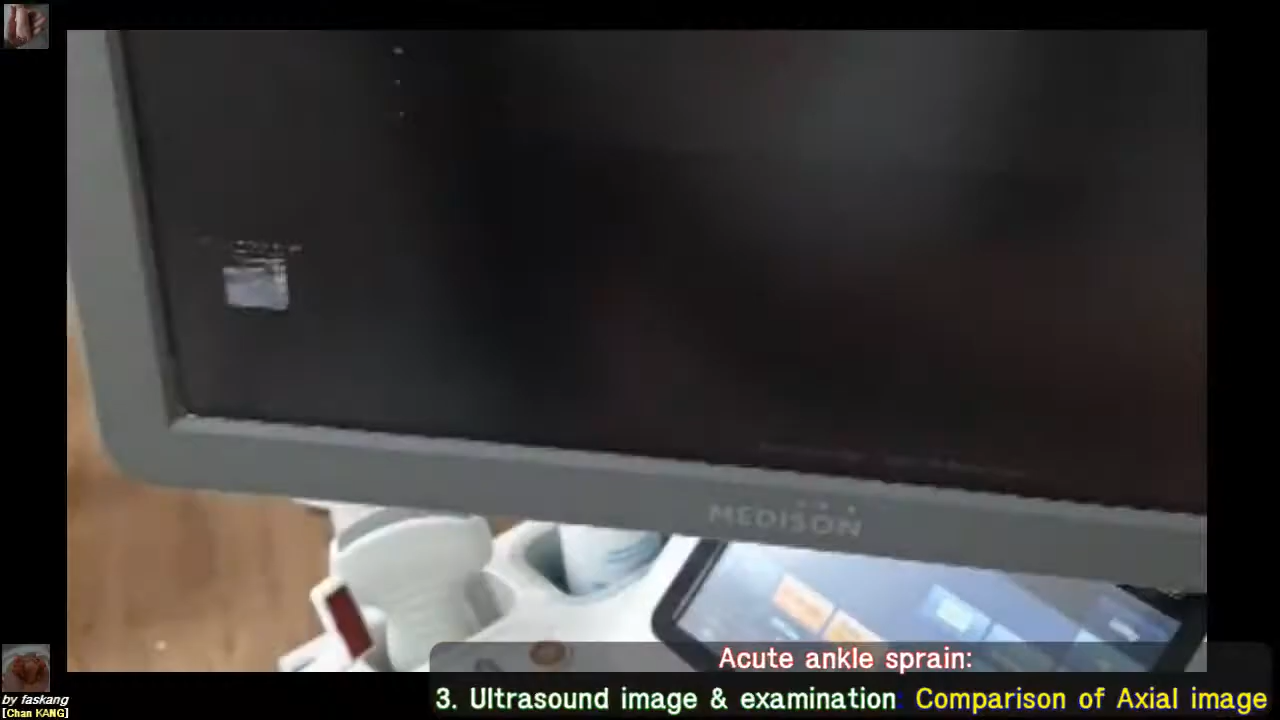 MEDISON
Acute ankle sprain:
3. Ultrasound image & examination: Comparison of Axial image
by faskang
[Chan KANG]